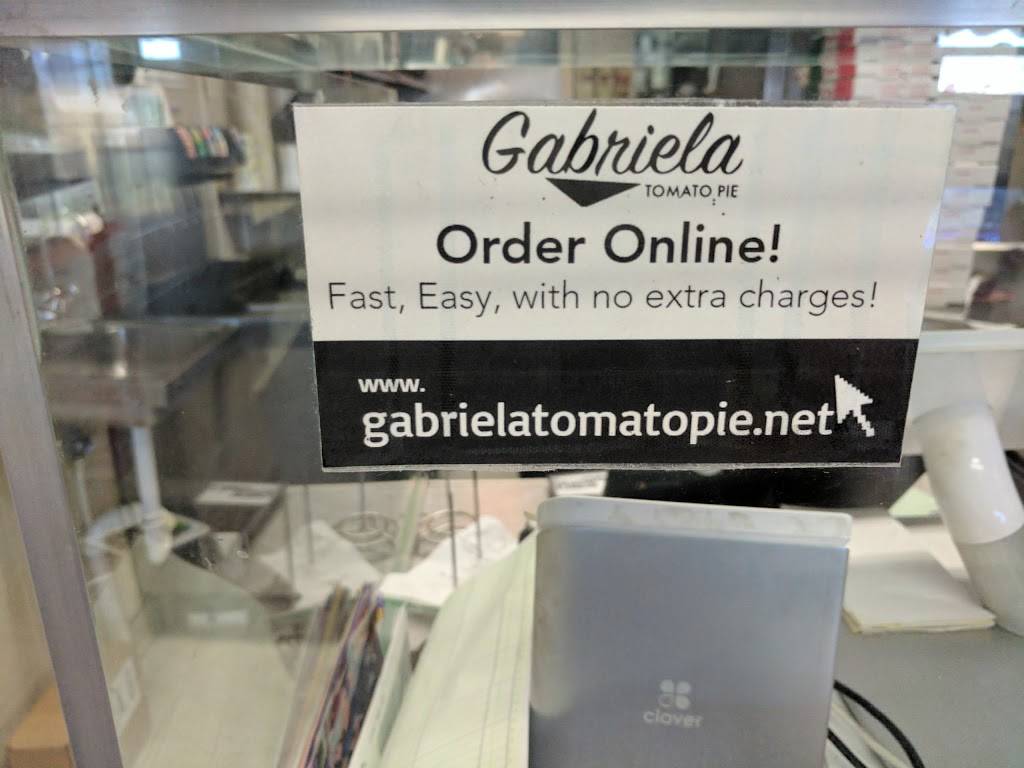 Gabriela
TOMATO PIE
Order Online!
Fast, Easy, with no extra charges!
www.
gabrielatomatopie.net
clover